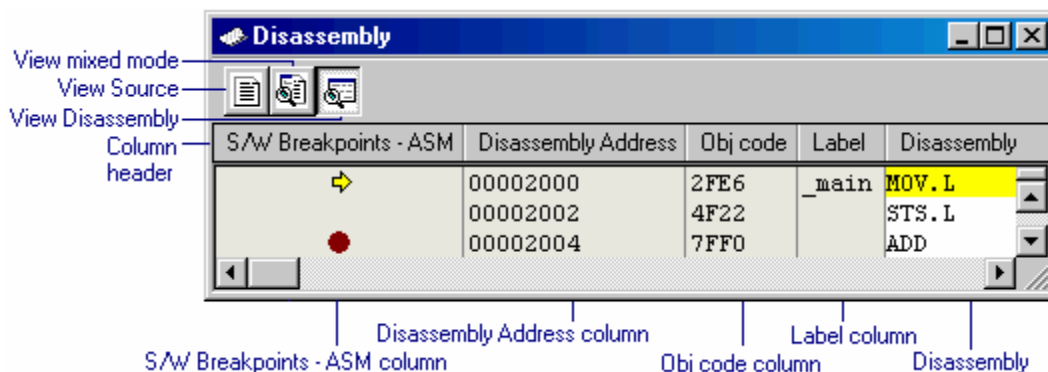 Disassembly
View mixed mode
View Source
View Disassembly
Column
header
S/W Breakpoints - ASM Disassembly Address Obj code Label Disassembly
00002000 2FE6 _main MOV.L
00002002 4F22 STS.L
00002004 7FF0 ADD
Disassembly Address column Label column
S/W Breakpoints - ASM column Obj code column Disassembly